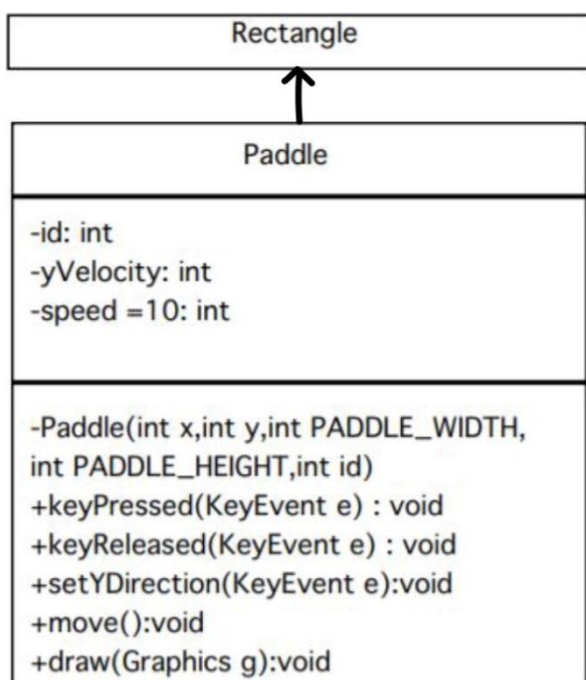 Rectangle
Paddle
-id: int
-yVelocity: int
-speed =10: int
-Paddle(int x,int y,int PADDLE_WIDTH,
int PADDLE_HEIGHT,int id)
+keyPressed(KeyEvent e) : void
+keyReleased(KeyEvent e) : void
+setYDirection(KeyEvent e):void
+move():void
+draw(Graphics g):void